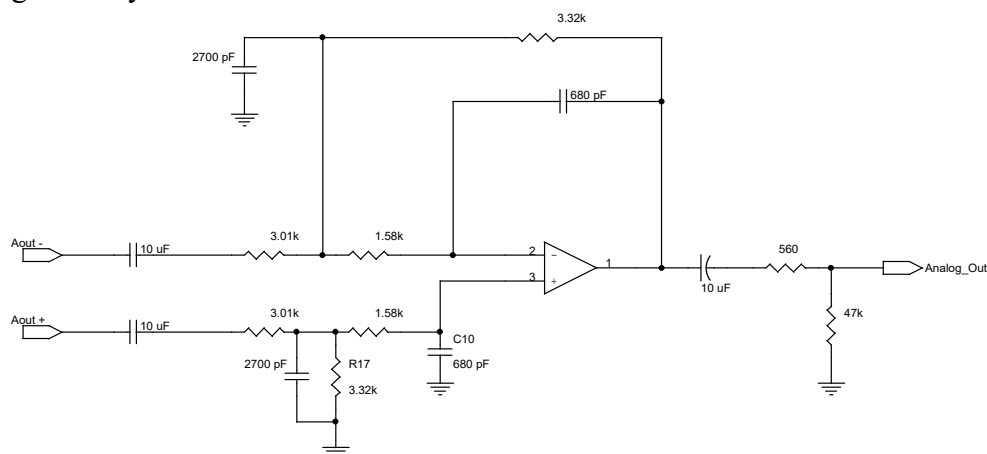 3.32k
2700 pF
680 pF
Aout -
10 uF
3.01k
1.58k
2
-
1
3
+
560
Analog_Out
10 uF
47k
Aout +
10 uF
3.01k
1.58k
C10
680 pF
2700 pF
R17
3.32k